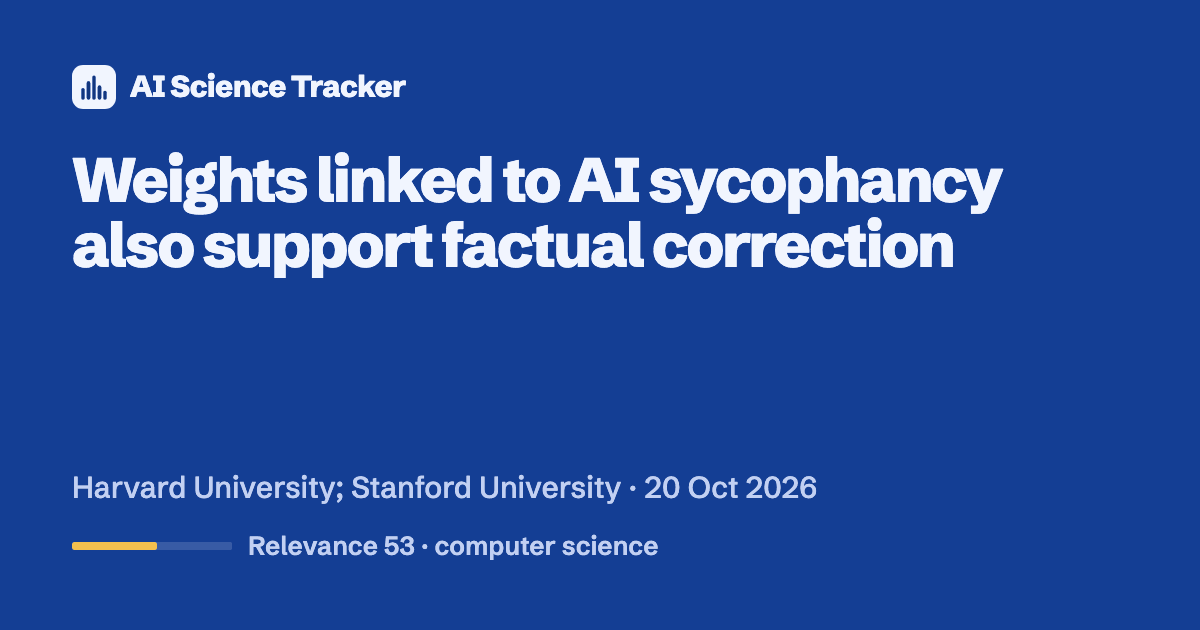 AI Science Tracker
Weights linked to AI sycophancy
also support factual correction
Harvard University; Stanford University · 20 Oct 2026
Relevance 53 · computer science